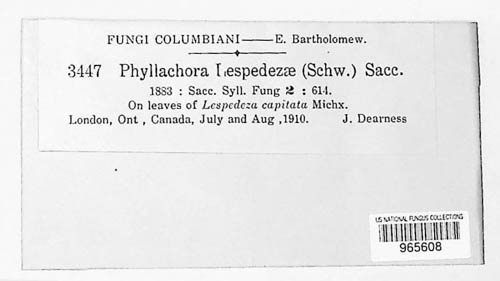 FUNGI COLUMBIANI——E. Bartholomew.
3447 Phyllachora Lespedezæ (Schw.) Sacc.
1883 : Sacc. Syll. Fung 2 : 614.
On leaves of Lespedeza capitata Michx.
London, Ont , Canada, July and Aug ,1910. J. Dearness
US NATIONAL FUNGUS COLLECTIONS
965608